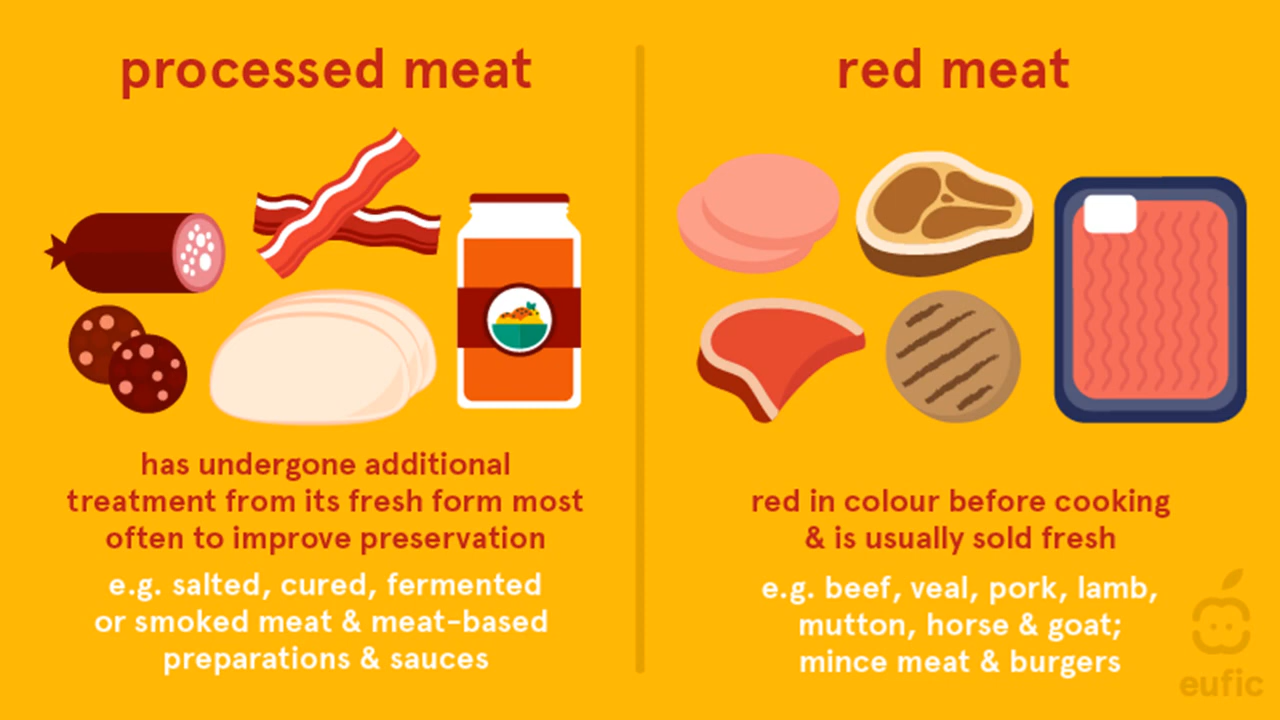 processed meat
has undergone additional
treatment from its fresh form most
often to improve preservation
e.g. salted, cured, fermented
or smoked meat & meat-based
preparations & sauces
red meat
red in colour before cooking
& is usually sold fresh
e.g. beef, veal, pork, lamb,
mutton, horse & goat;
mince meat & burgers
eufic